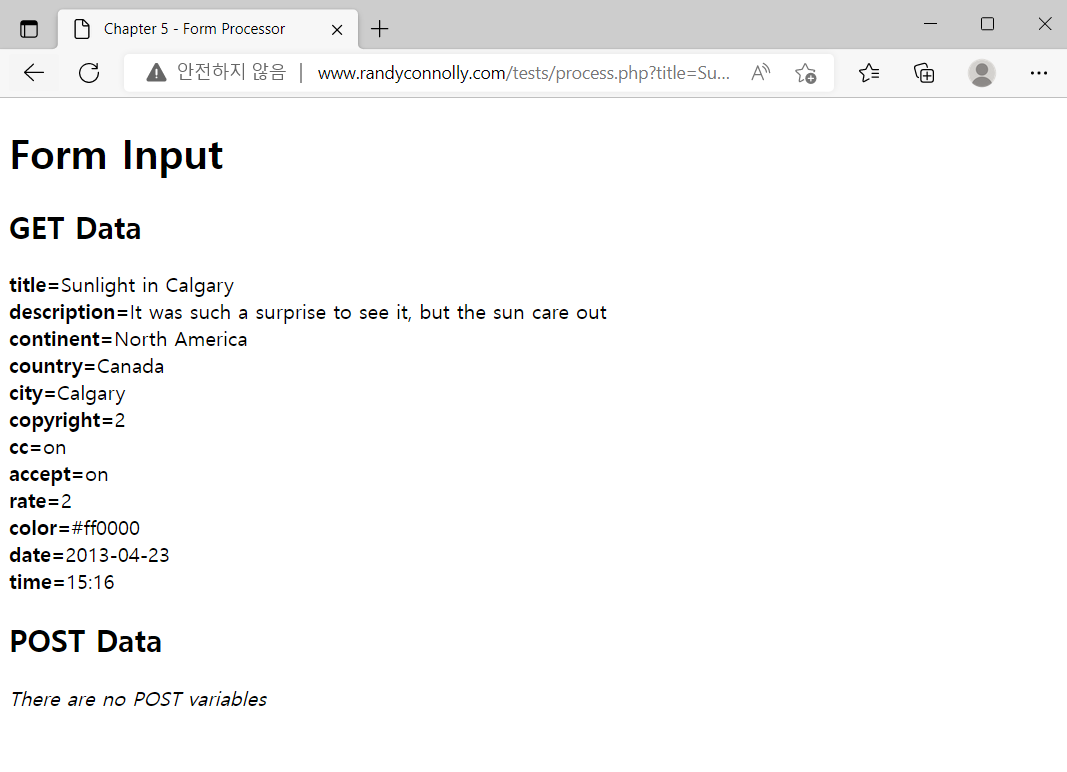 Chapter 5 - Form Processor
안전하지 않음 | www.randyconnolly.com/tests/process.php?title=Su...
Form Input
GET Data
title=Sunlight in Calgary
description=It was such a surprise to see it, but the sun care out
continent=North America
country=Canada
city=Calgary
copyright=2
cc=on
accept=on
rate=2
color=#ff0000
date=2013-04-23
time=15:16
POST Data
There are no POST variables